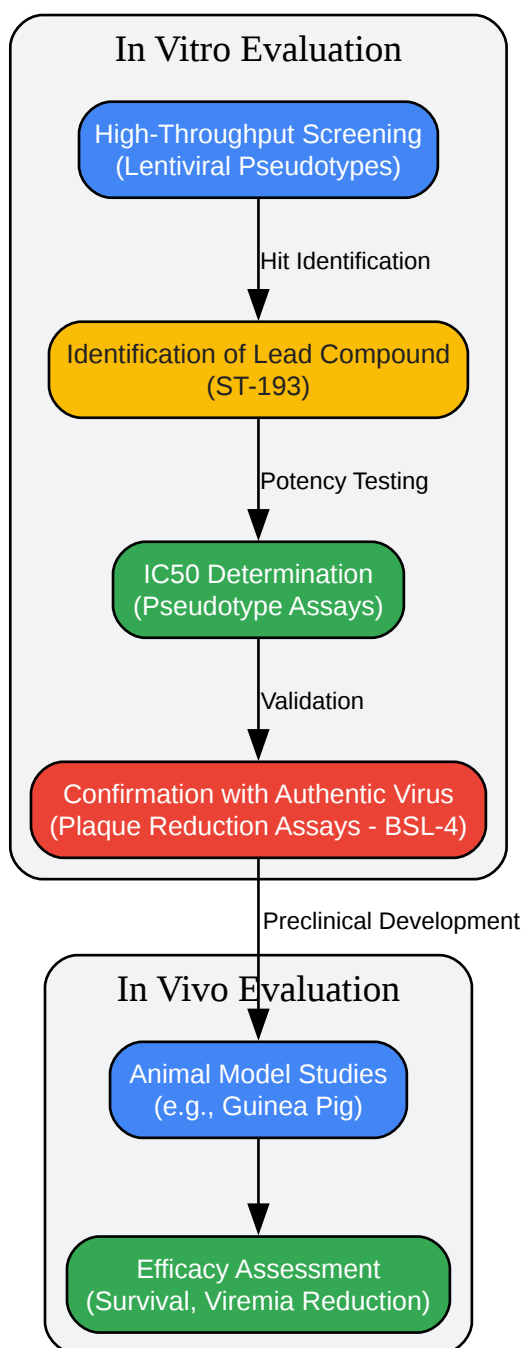 In Vitro Evaluation
High-Throughput Screening
(Lentiviral Pseudotypes)
Hit Identification
Identification of Lead Compound
(ST-193)
Potency Testing
IC50 Determination
(Pseudotype Assays)
Validation
Confirmation with Authentic Virus
(Plaque Reduction Assays - BSL-4)
Preclinical Development
In Vivo Evaluation
Animal Model Studies
(e.g., Guinea Pig)
Efficacy Assessment
(Survival, Viremia Reduction)